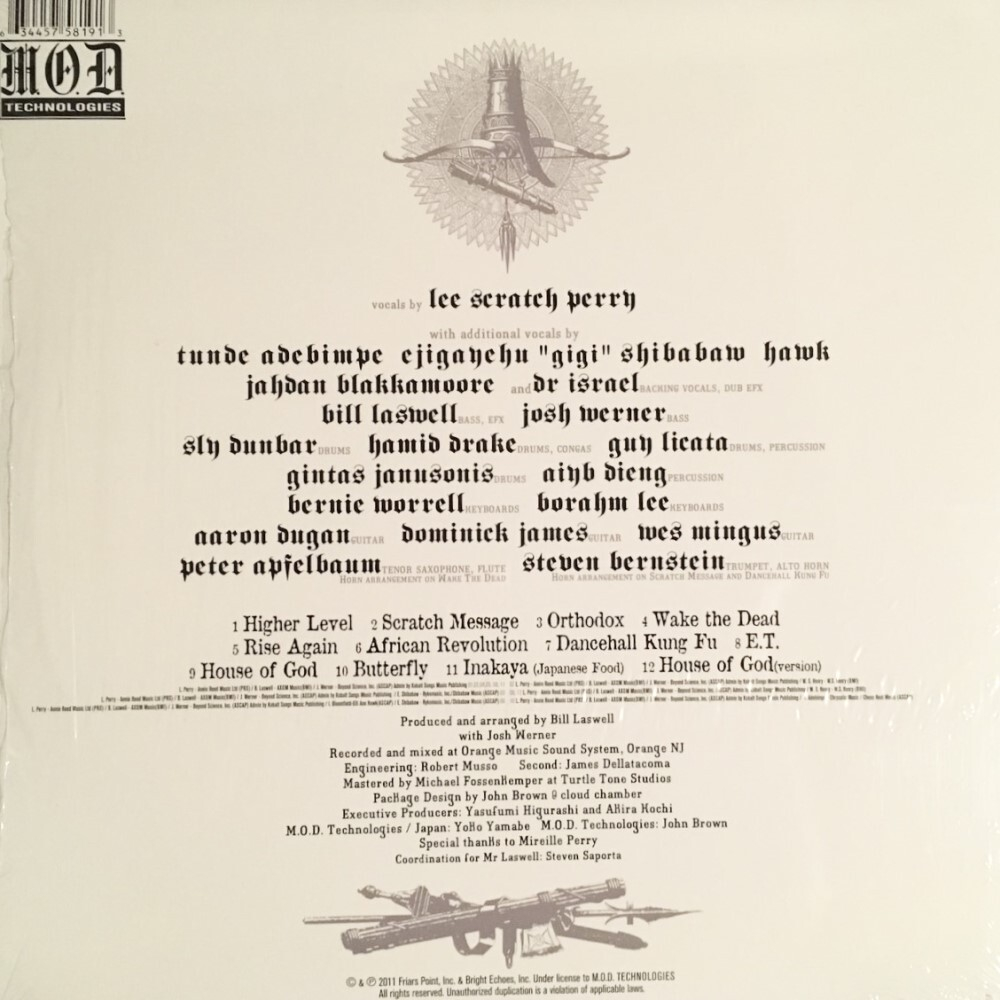 6 34457 58191 3
M.O.D.
TECHNOLOGIES
vocals by lee scratch perry
with additional vocals by
tunde adebimpe ejigayehu "gigi" shibabaw hawk
jahdan blakkamoore and dr israel BACKING VOCALS, DUB EFX
bill laswell BASS, EFX josh werner BASS
sly dunbar DRUMS hamid drake DRUMS, CONGAS guy licata DRUMS, PERCUSSION
gintas janusonis DRUMS aiyb dieng PERCUSSION
bernie worrell KEYBOARDS borahm lee KEYBOARDS
aaron dugan GUITAR dominick james GUITAR wes mingus GUITAR
peter apfelbaum TENOR SAXOPHONE, FLUTE steven bernstein TRUMPET, ALTO HORN
Horn arrangement on Wake The Dead Horn arrangement on Scratch Message and Dancehall Kung Fu
1 Higher Level 2 Scratch Message 3 Orthodox 4 Wake the Dead
5 Rise Again 6 African Revolution 7 Dancehall Kung Fu 8 E.T.
9 House of God 10 Butterfly 11 Inakaya (Japanese Food) 12 House of God (version)
Produced and arranged by Bill Laswell
with Josh Werner
Recorded and mixed at Orange Music Sound System, Orange NJ
Engineering: Robert Musso Second: James Dellatacoma
Mastered by Michael Fossenkemper at Turtle Tone Studios
Package Design by John Brown @ cloud chamber
Executive Producers: Yasufumi Higurashi and Akira Kochi
M.O.D. Technologies / Japan: Yoko Yamabe M.O.D. Technologies: John Brown
Special thanks to Mireille Perry
Coordination for Mr Laswell: Steven Saporta
© & ℗ 2011 Friars Point, Inc. & Bright Echoes, Inc. Under license to M.O.D. TECHNOLOGIES
All rights reserved. Unauthorized duplication is a violation of applicable laws.